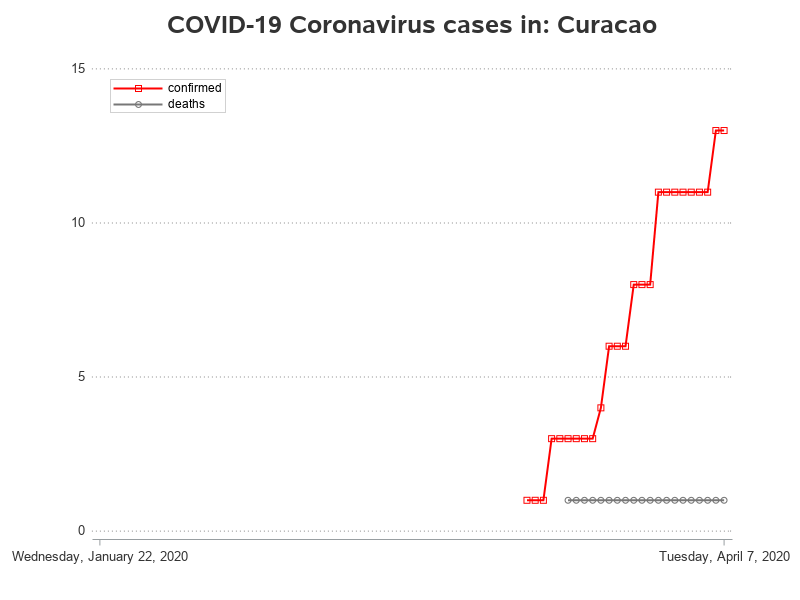 COVID-19 Coronavirus cases in: Curacao
15
confirmed
deaths
10
5
0
Wednesday, January 22, 2020
Tuesday, April 7, 2020